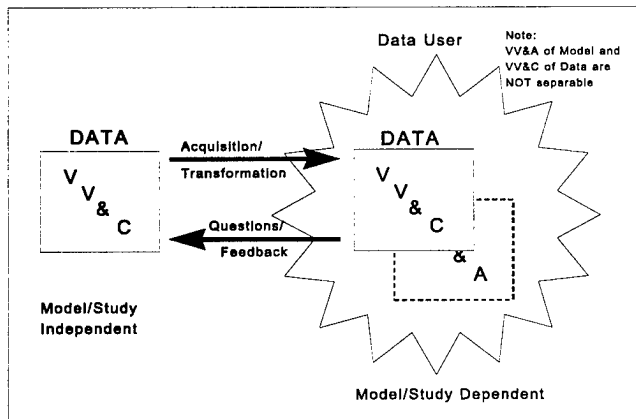 Data User
Note:
VV&A of Model and
VV&C of Data are
NOT separable
DATA
V
V
&
C
Acquisition/
Transformation
Questions/
Feedback
DATA
V
V
&
C
&
A
Model/Study
Independent
Model/Study Dependent